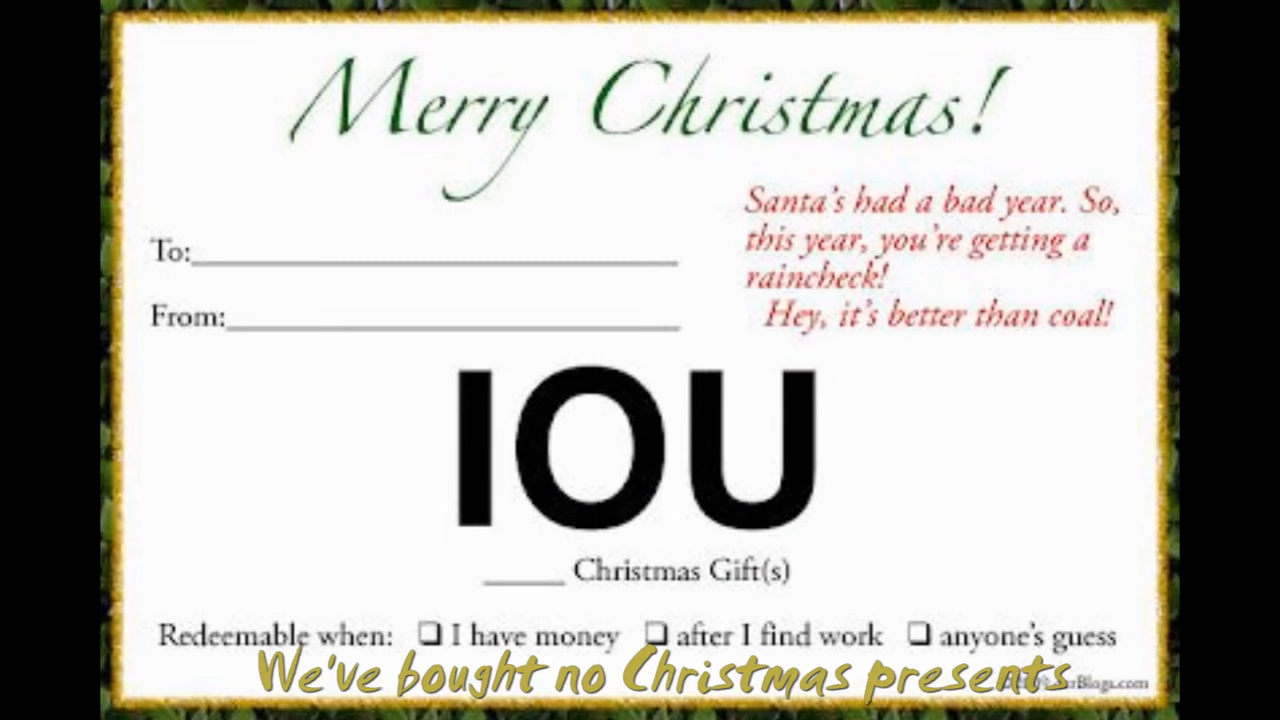 Merry Christmas!
Santa's had a bad year. So,
this year, you're getting a
raincheck!
Hey, it's better than coal!
To:
From:
IOU
Christmas Gift(s)
Redeemable when: ❏ I have money ❏ after I find work ❏ anyone's guess
We've bought no Christmas presents